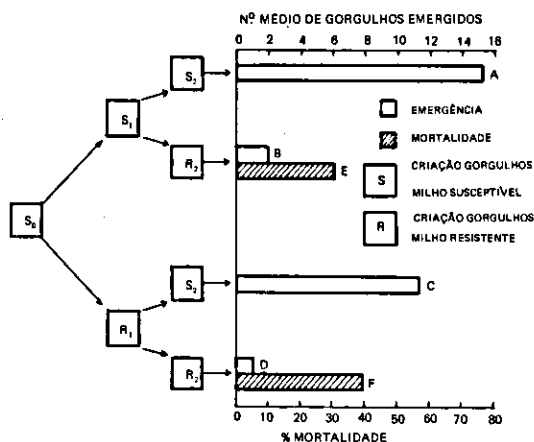 Nº MÉDIO DE GORGULHOS EMERGIDOS
0 2 4 6 8 10 12 14 16
S₂
A
S₁
EMERGÊNCIA
MORTALIDADE
R₂
B
E
S
CRIAÇÃO GORGULHOS
MILHO SUSCEPTÍVEL
R
CRIAÇÃO GORGULHOS
MILHO RESISTENTE
S₀
S₂
C
R₁
R₂
D
F
0 10 20 30 40 50 60 70 80
% MORTALIDADE